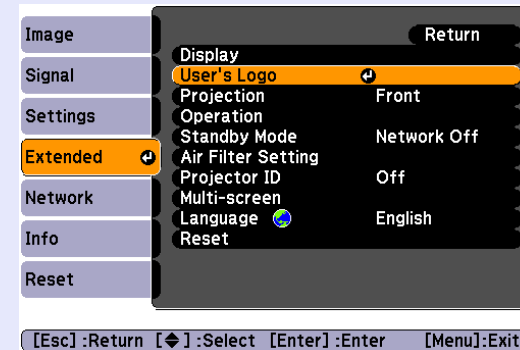 Image
Signal
Settings
Extended
Network
Info
Reset
Return
Display
User's Logo
Projection Front
Operation
Standby Mode Network Off
Air Filter Setting
Projector ID Off
Multi-screen
Language English
Reset
[Esc] :Return [◆] :Select [Enter] :Enter [Menu]:Exit